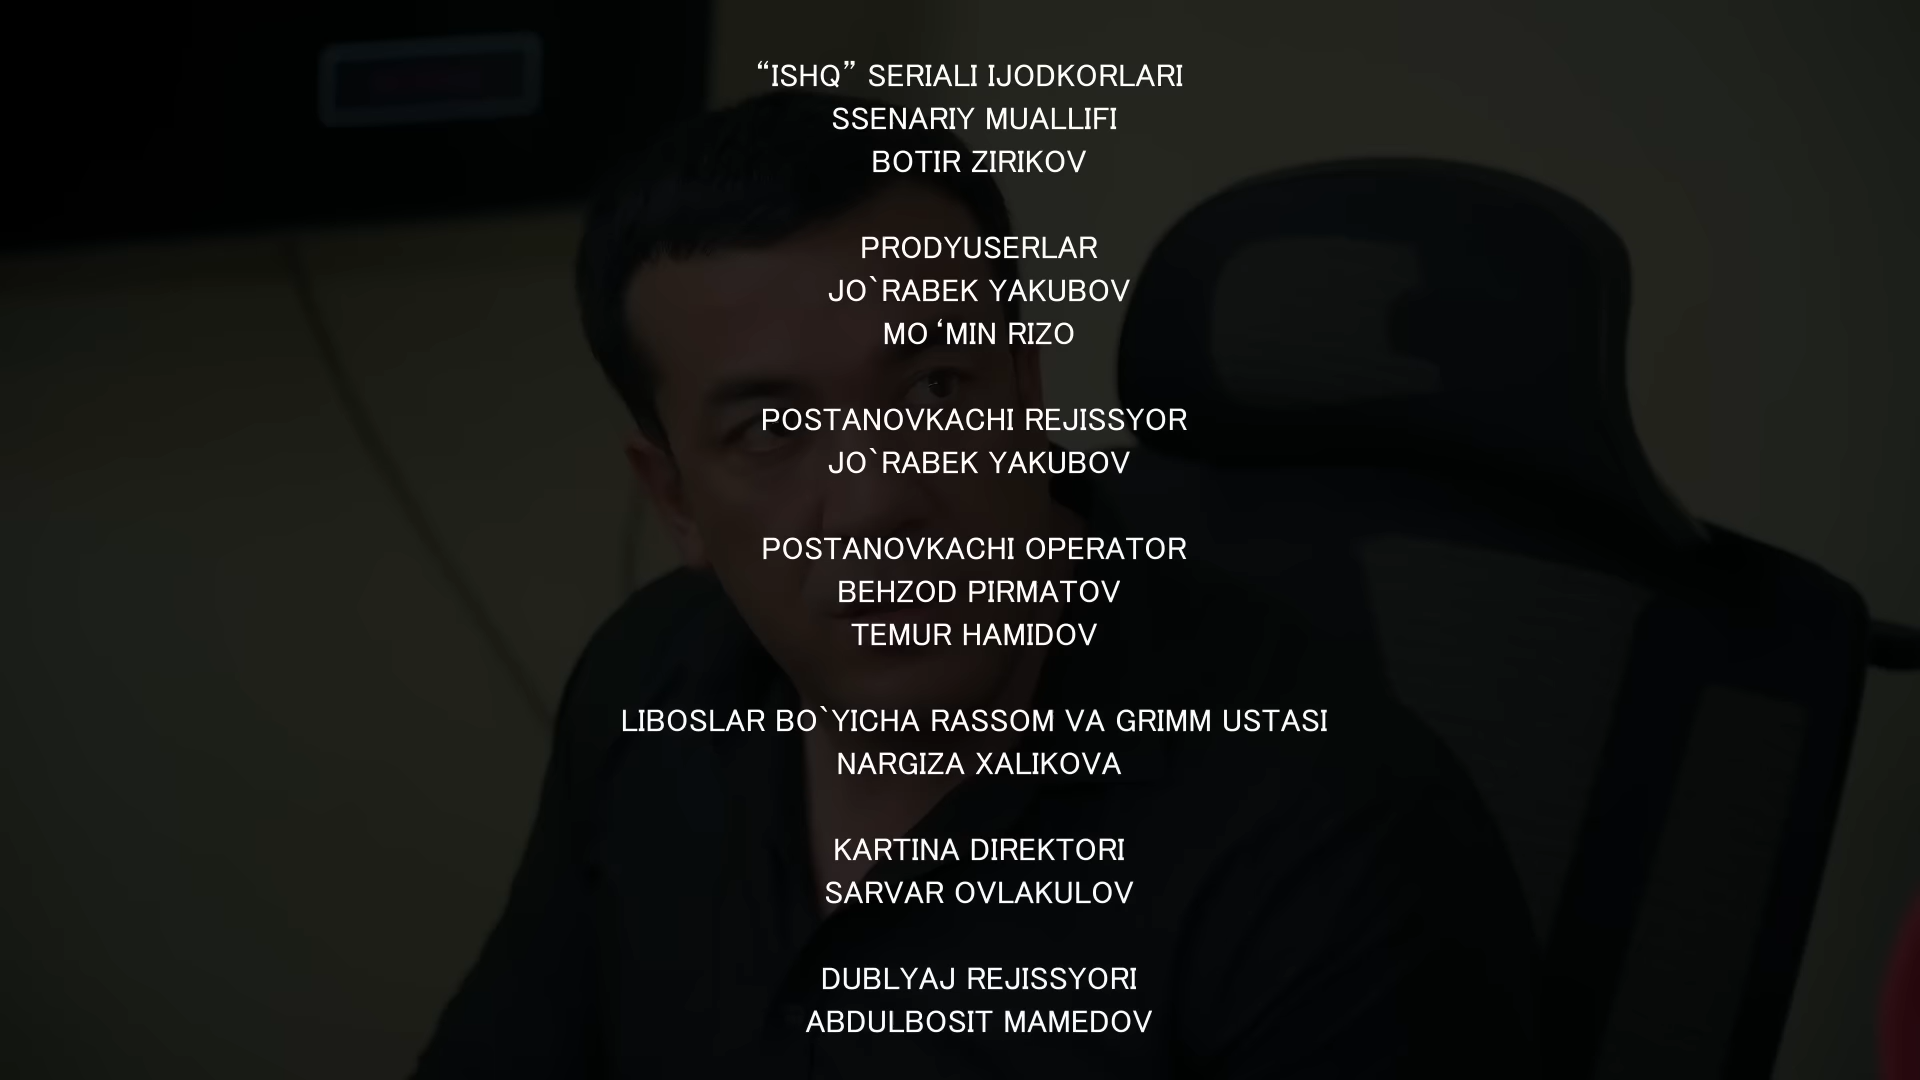 “ISHQ” SERIALI IJODKORLARI
SSENARIY MUALLIFI
BOTIR ZIRIKOV
PRODYUSERLAR
JO`RABEK YAKUBOV
MO‘MIN RIZO
POSTANOVKACHI REJISSYOR
JO`RABEK YAKUBOV
POSTANOVKACHI OPERATOR
BEHZOD PIRMATOV
TEMUR HAMIDOV
LIBOSLAR BO`YICHA RASSOM VA GRIMM USTASI
NARGIZA XALIKOVA
KARTINA DIREKTORI
SARVAR OVLAKULOV
DUBLYAJ REJISSYORI
ABDULBOSIT MAMEDOV